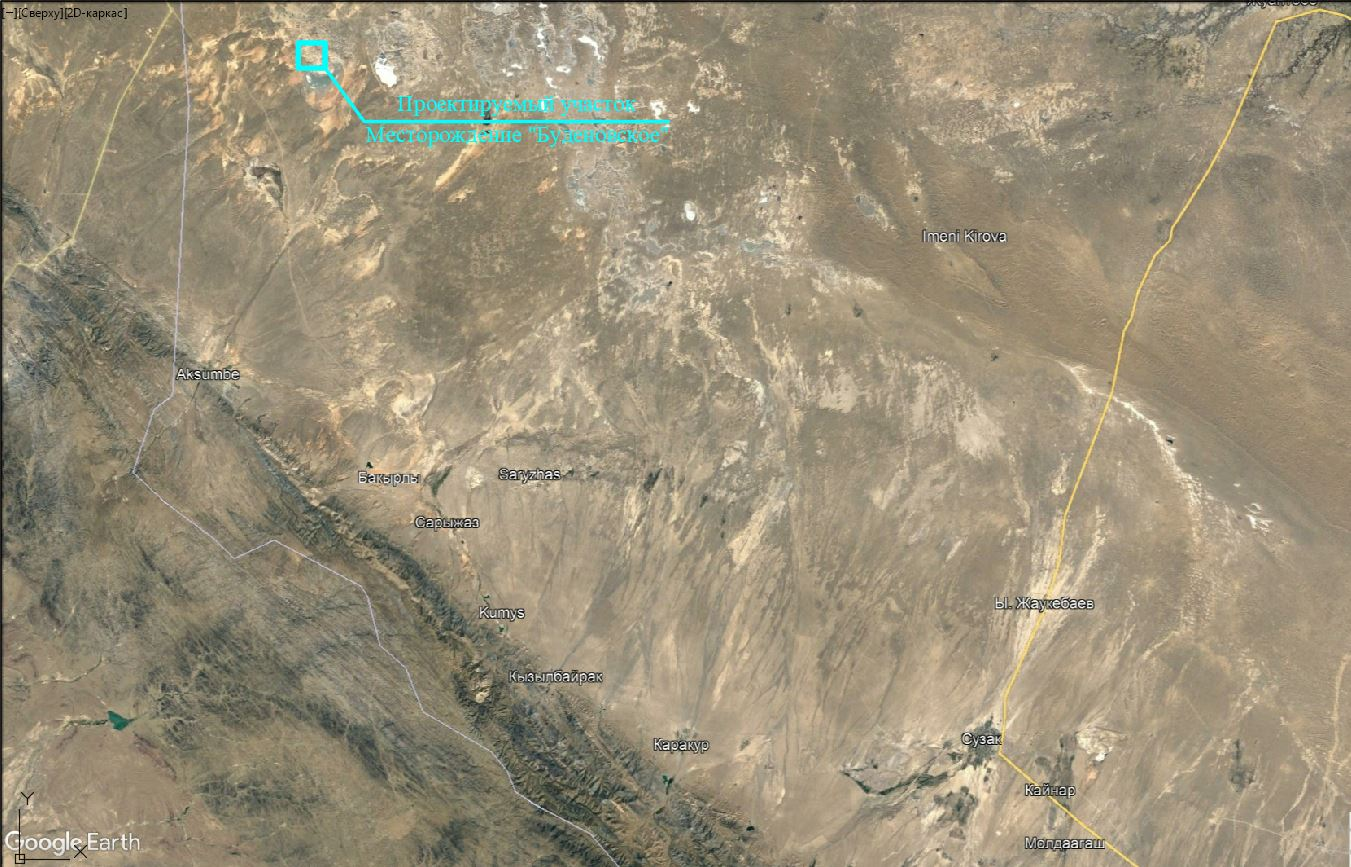 [−][Сверху][2D-каркас]
Проектируемый участок
Месторождение "Буденовское"
Imeni Kirova
Aksumbe
Бакырлы
Saryzhas
Сарыжаз
Ы. Жаукебаев
Kumys
Кызылбайрак
Сузак
Каракур
Кайнар
Y
Google Earth
X
Молдаагаш